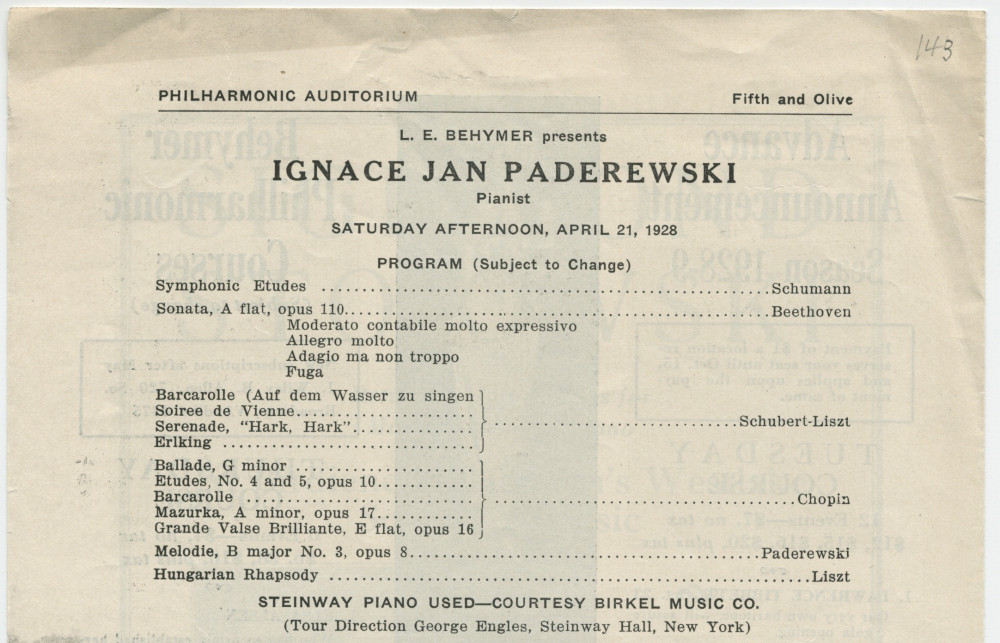 143
PHILHARMONIC AUDITORIUM Fifth and Olive
L. E. BEHYMER presents
IGNACE JAN PADEREWSKI
Pianist
SATURDAY AFTERNOON, APRIL 21, 1928
PROGRAM (Subject to Change)
Symphonic Etudes ........................................ Schumann
Sonata, A flat, opus 110........................................ Beethoven
Moderato contabile molto expressivo
Allegro molto
Adagio ma non troppo
Fuga
Barcarolle (Auf dem Wasser zu singen
Soiree de Vienne....................
Serenade, “Hark, Hark”............... ........................ Schubert-Liszt
Erlking ..............................
Ballade, G minor ....................
Etudes, No. 4 and 5, opus 10............
Barcarolle .......................... ........................ Chopin
Mazurka, A minor, opus 17............
Grande Valse Brilliante, E flat, opus 16
Melodie, B major No. 3, opus 8........................................ Paderewski
Hungarian Rhapsody ........................................ Liszt
STEINWAY PIANO USED—COURTESY BIRKEL MUSIC CO.
(Tour Direction George Engles, Steinway Hall, New York)